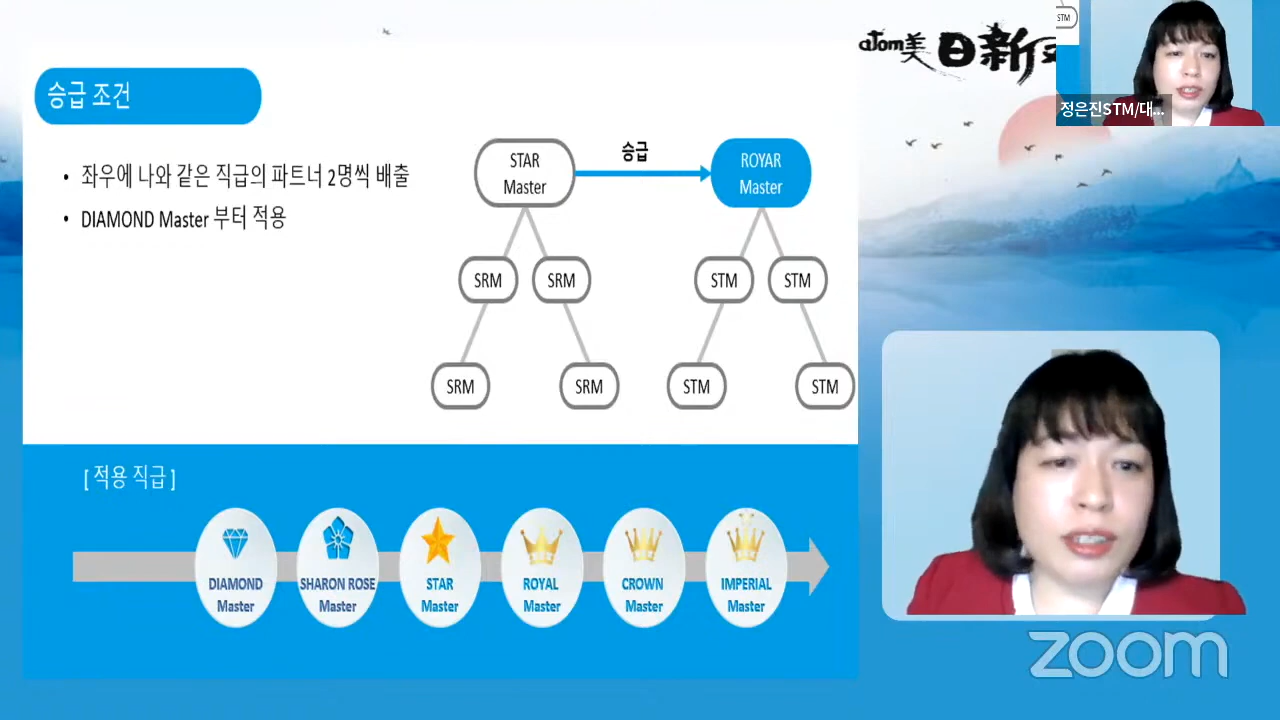 승급 조건
• 좌우에 나와 같은 직급의 파트너 2명씩 배출
• DIAMOND Master 부터 적용
STAR
Master
승급
ROYAR
Master
SRM
SRM
STM
STM
SRM
SRM
STM
STM
[ 적용 직급 ]
DIAMOND
Master
SHARON ROSE
Master
STAR
Master
ROYAL
Master
CROWN
Master
IMPERIAL
Master
atom美 日新
STM
정은진STM/대...
zoom